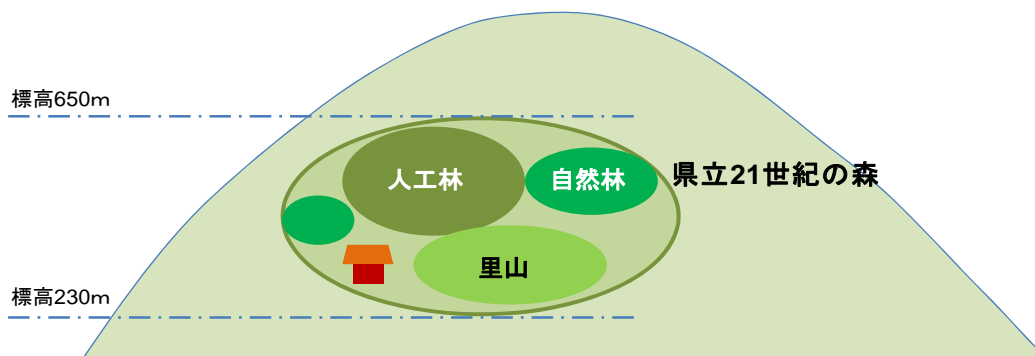 標高650ｍ
人工林
自然林
県立21世紀の森
里山
標高230ｍ